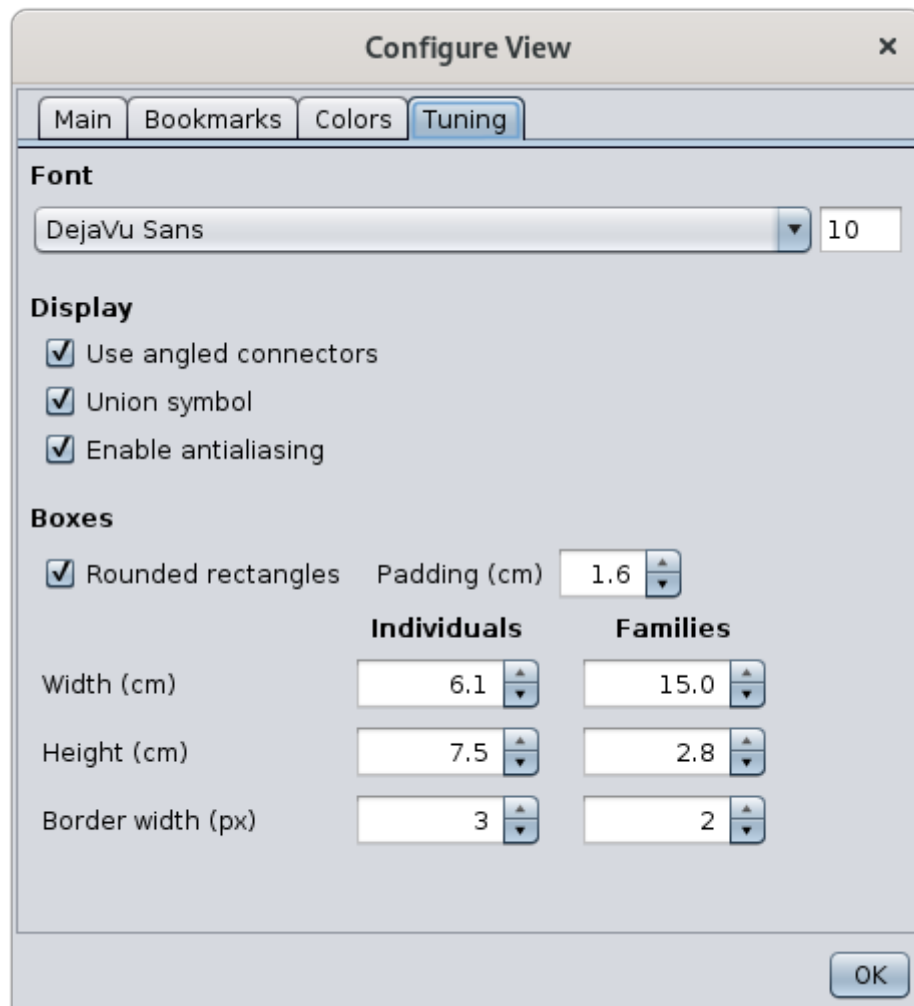 Configure View ×
Main Bookmarks Colors Tuning
Font
DejaVu Sans 10
Display
Use angled connectors
Union symbol
Enable antialiasing
Boxes
Rounded rectangles Padding (cm) 1.6
Individuals Families
Width (cm) 6.1 15.0
Height (cm) 7.5 2.8
Border width (px) 3 2
OK